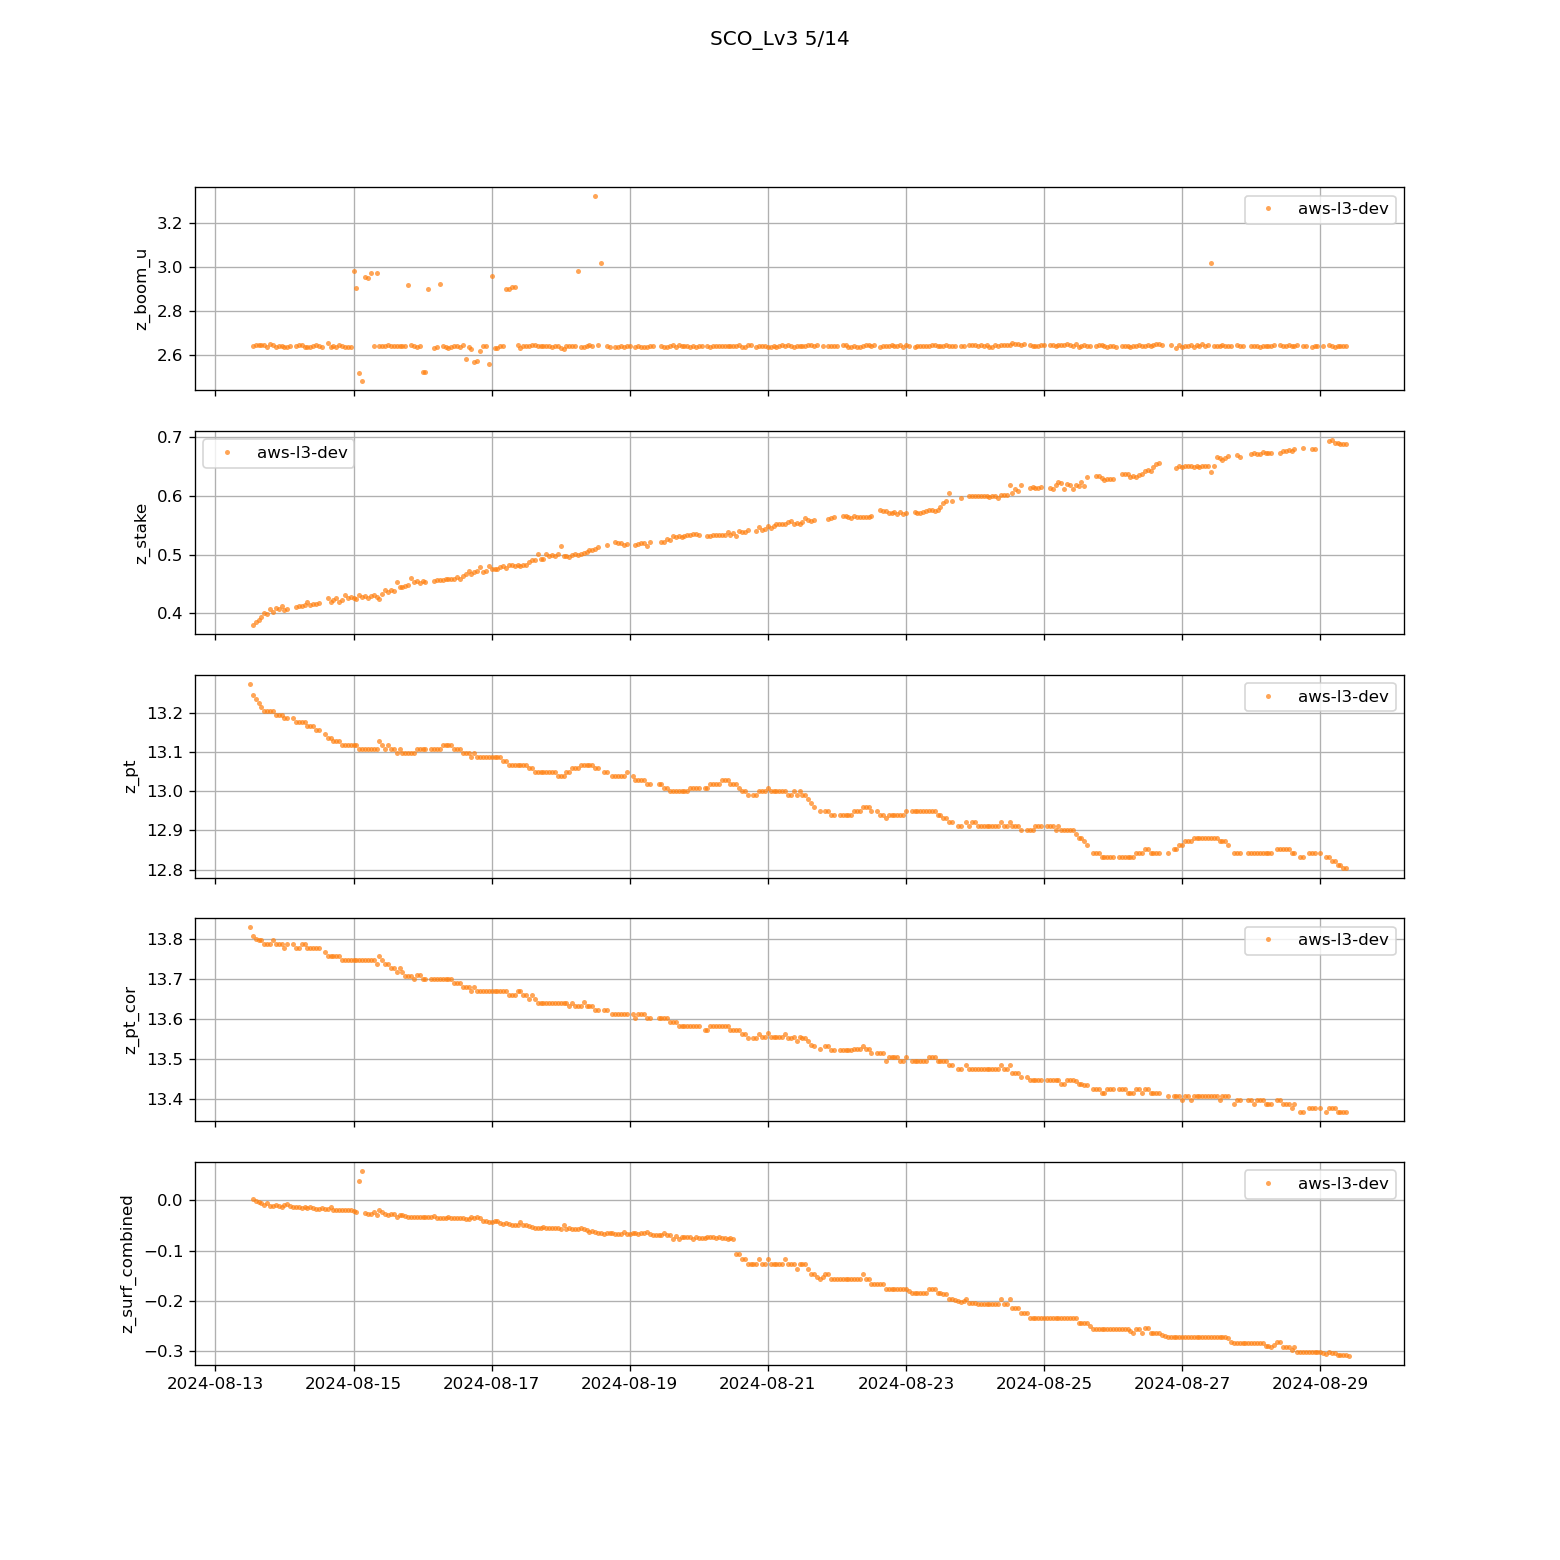 SCO_Lv3 5/14
z_boom_u
3.2
3.0
2.8
2.6
aws-l3-dev
z_stake
0.7
0.6
0.5
0.4
aws-l3-dev
z_pt
13.2
13.1
13.0
12.9
12.8
aws-l3-dev
z_pt_cor
13.8
13.7
13.6
13.5
13.4
aws-l3-dev
z_surf_combined
0.0
−0.1
−0.2
−0.3
aws-l3-dev
2024-08-13 2024-08-15 2024-08-17 2024-08-19 2024-08-21 2024-08-23 2024-08-25 2024-08-27 2024-08-29